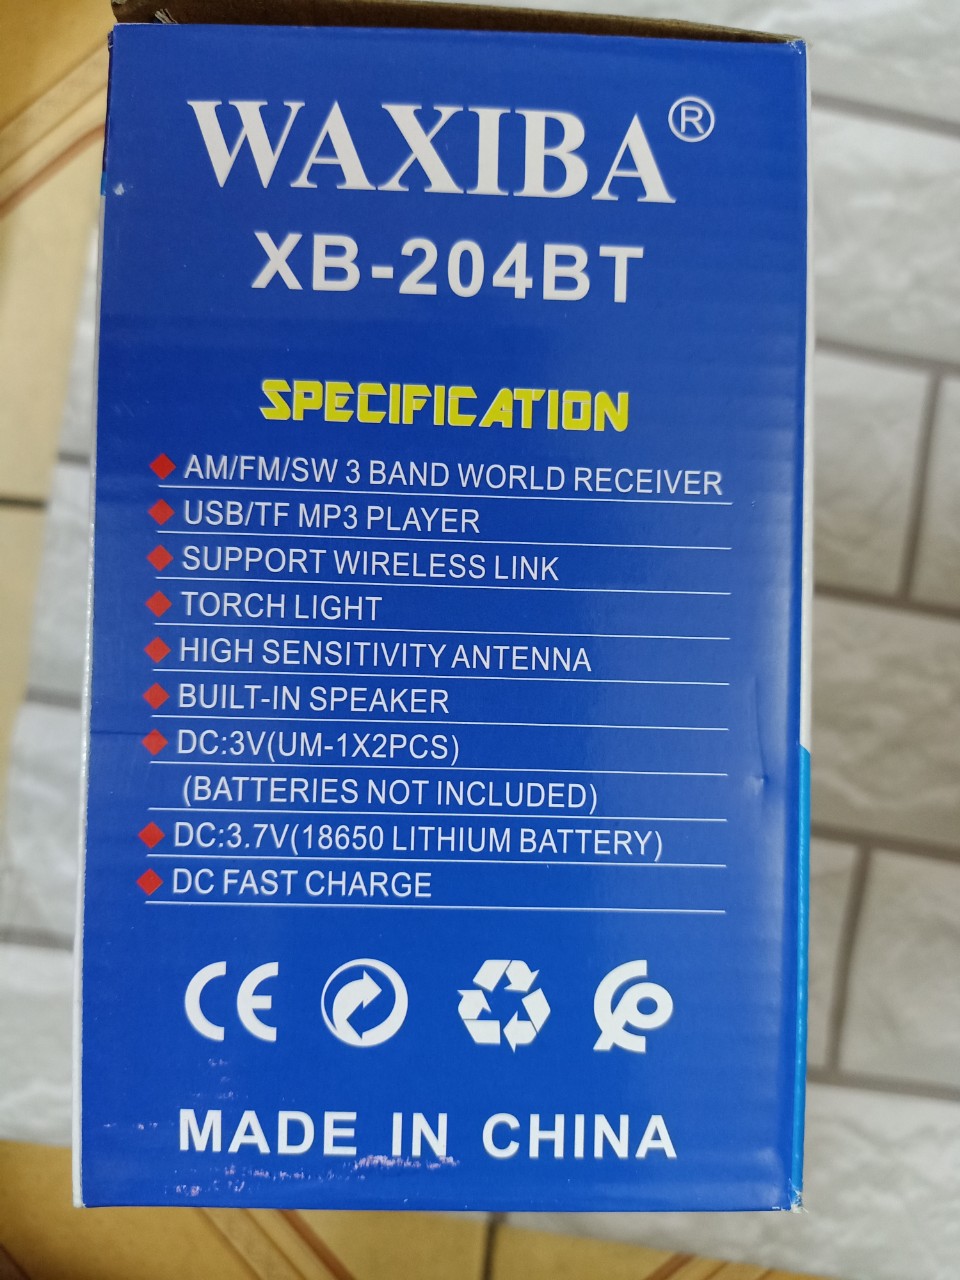 WAXIBA®
XB-204BT
SPECIFICATION
AM/FM/SW 3 BAND WORLD RECEIVER
USB/TF MP3 PLAYER
SUPPORT WIRELESS LINK
TORCH LIGHT
HIGH SENSITIVITY ANTENNA
BUILT-IN SPEAKER
DC:3V(UM-1X2PCS)
(BATTERIES NOT INCLUDED)
DC:3.7V(18650 LITHIUM BATTERY)
DC FAST CHARGE
CE
MADE IN CHINA